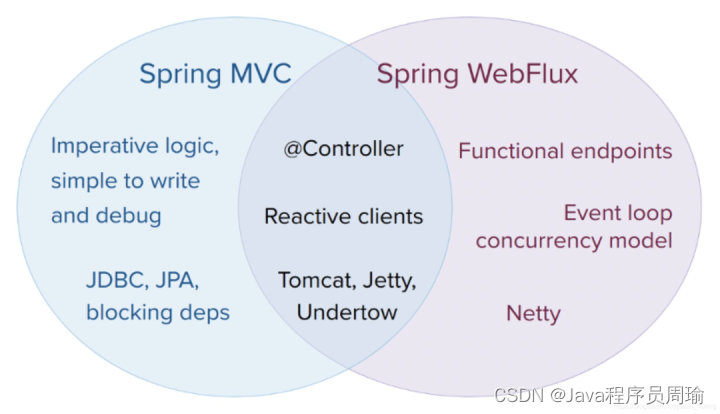 Spring MVC
Spring WebFlux
Imperative logic,
simple to write
and debug
JDBC, JPA,
blocking deps
@Controller
Reactive clients
Tomcat, Jetty,
Undertow
Functional endpoints
Event loop
concurrency model
Netty
CSDN @Java程序员周瑜